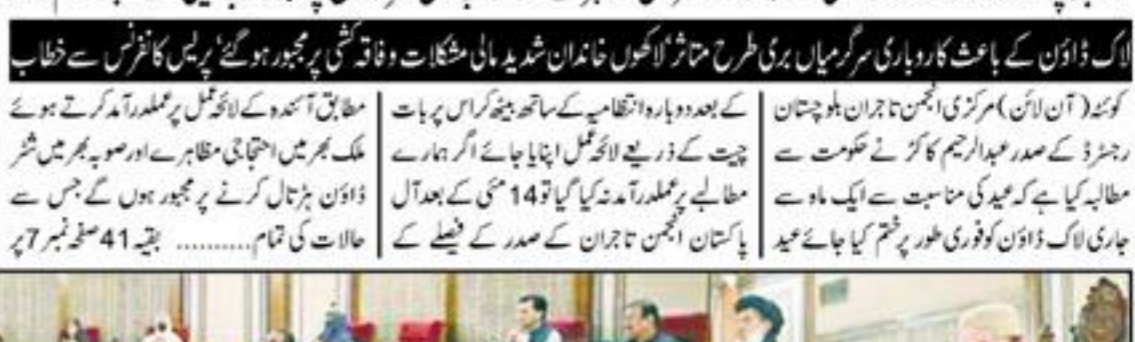 لاک ڈاؤن کے باعث کاروباری سرگرمیاں بری طرح متاثر‘ لاکھوں خاندان شدید مالی مشکلات و فاقہ کشی پر مجبور ہوگئے‘ پریس کانفرنس سے خطاب
کوئٹہ (آن لائن) مرکزی انجمن تاجران بلوچستان
رجسٹرڈ کے صدر عبدالرحیم کاکڑ نے حکومت سے
مطالبہ کیا ہے کہ عید کی مناسبت سے ایک ماہ سے
جاری لاک ڈاؤن کو فوری طور پر ختم کیا جائے عید
کے بعد دوبارہ انتظامیہ کے ساتھ بیٹھ کر اس پر بات
چیت کے ذریعے لائحہ عمل اپنایا جائے اگر ہمارے
مطالبے پر عملدرآمد نہ کیا گیا تو 14 مئی کے بعد آل
پاکستان انجمن تاجران کے صدر کے فیصلے کے
مطابق آئندہ کے لائحہ عمل پر عملدرآمد کرتے ہوئے
ملک بھر میں احتجاجی مظاہرے اور صوبہ بھر میں شٹر
ڈاؤن ہڑتال کرنے پر مجبور ہوں گے جس سے
حالات کی تمام.......... بقیہ 41 صفحہ نمبر 7 پر